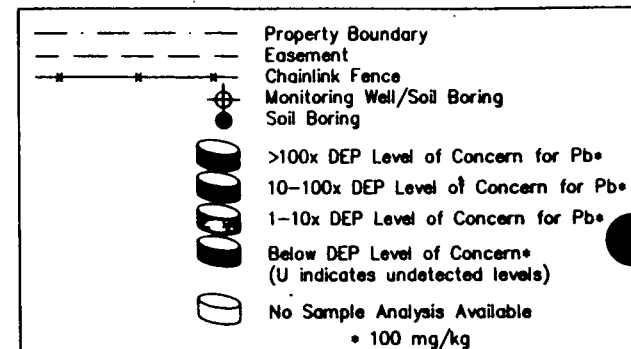 Property Boundary
Easement
Chainlink Fence
Monitoring Well/Soil Boring
Soil Boring
>100x DEP Level of Concern for Pb*
10-100x DEP Level of Concern for Pb*
1-10x DEP Level of Concern for Pb*
Below DEP Level of Concern*
(U indicates undetected levels)
No Sample Analysis Available
* 100 mg/kg